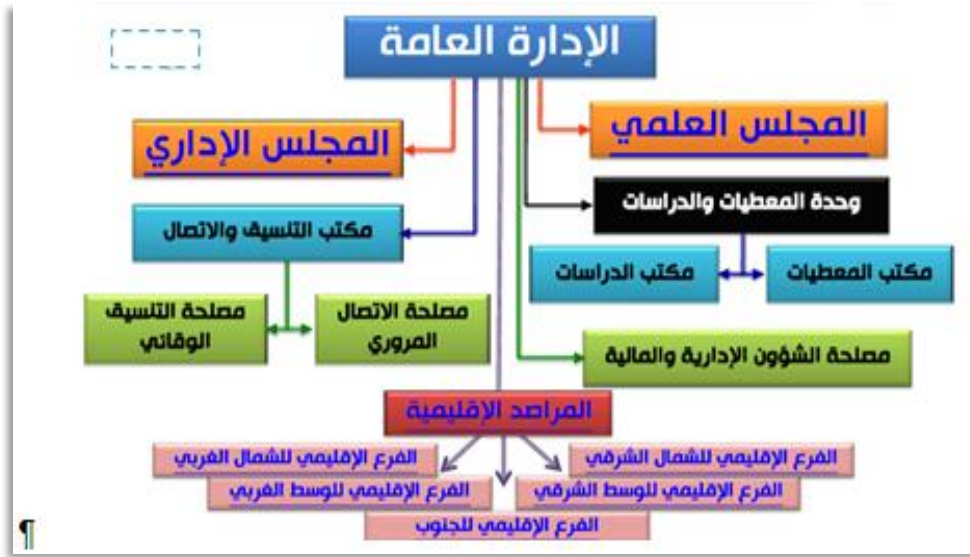 الإدارة العامة
المجلس العلمي
المجلس الإداري
وحدة المعطيات والدراسات
مكتب التنسيق والاتصال
مكتب المعطيات
مكتب الدراسات
مصلحة الاتصال
المروري
مصلحة التنسيق
الوقائي
مصلحة الشؤون الإدارية والمالية
المراصد الإقليمية
الفرع الإقليمي للشمال الشرقي
الفرع الإقليمي للشمال الغربي
الفرع الإقليمي للوسط الشرقي
الفرع الإقليمي للوسط الغربي
الفرع الإقليمي للجنوب
¶